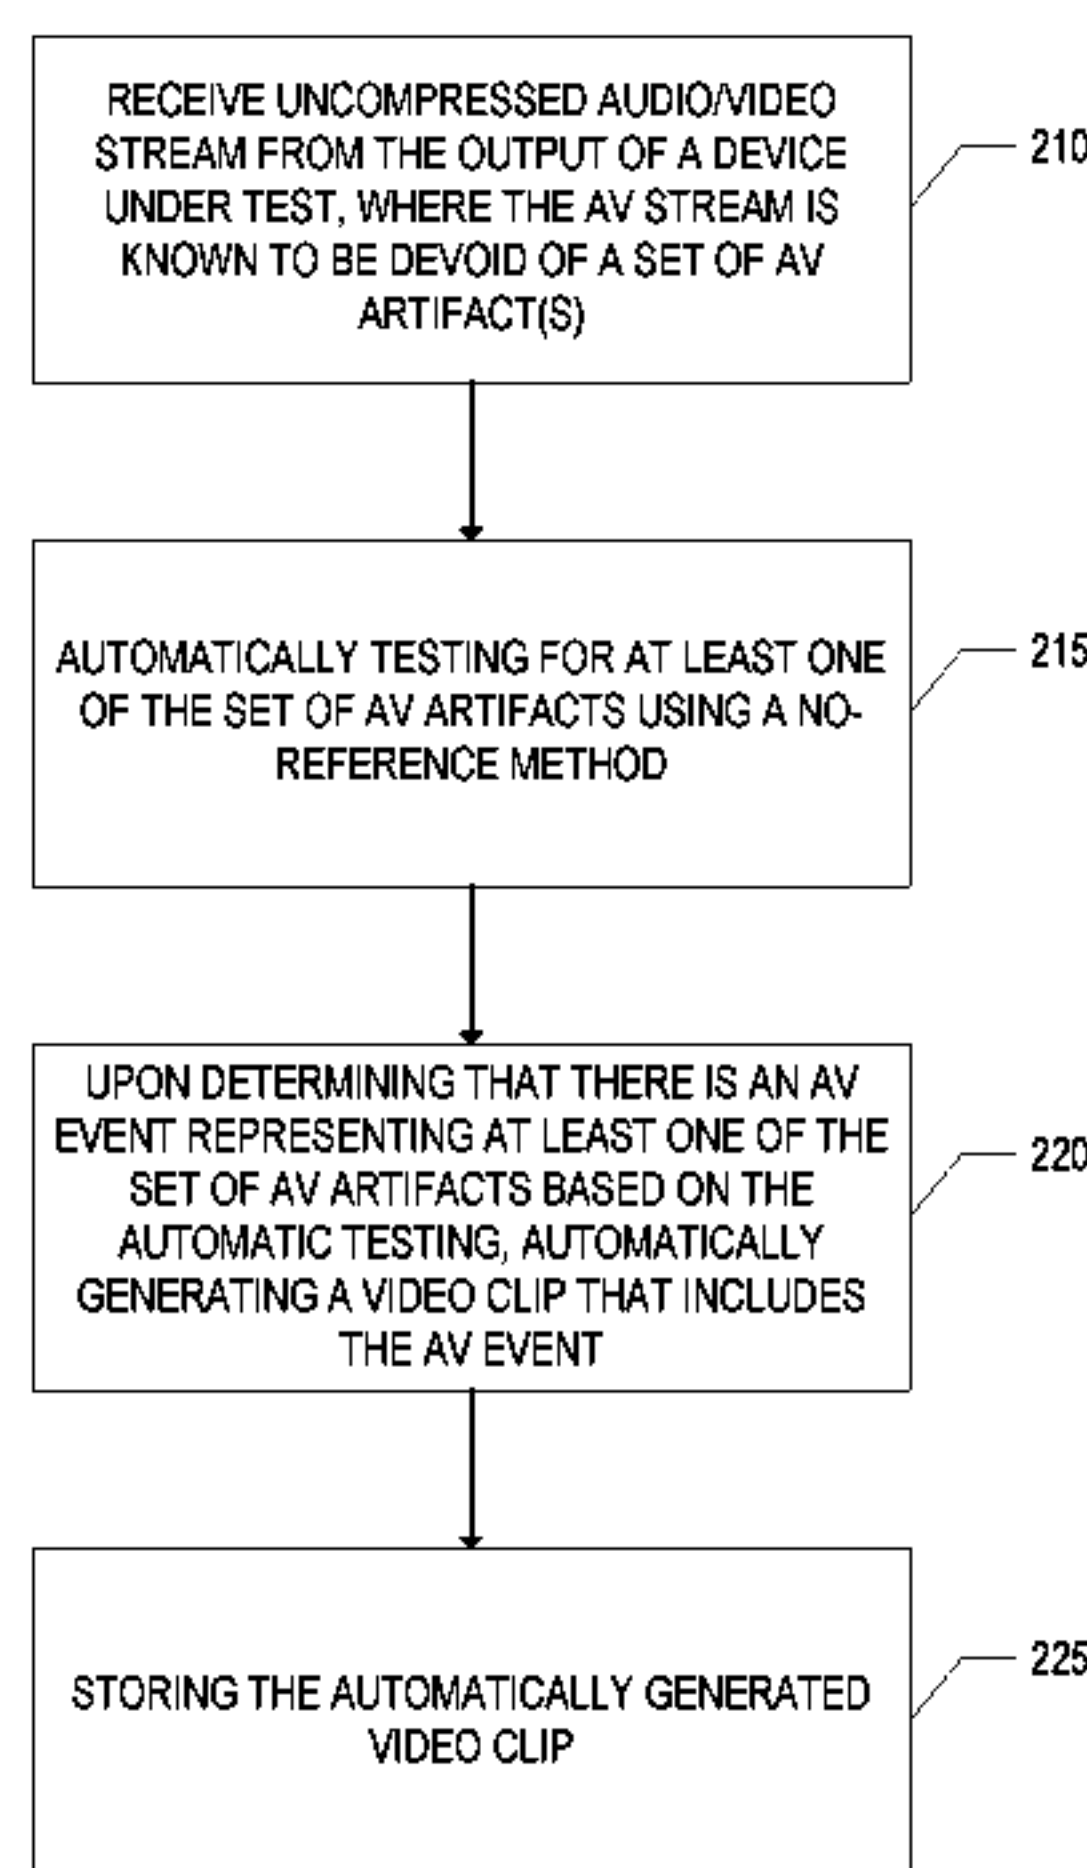 RECEIVE UNCOMPRESSED AUDIO/VIDEO
STREAM FROM THE OUTPUT OF A DEVICE
UNDER TEST, WHERE THE AV STREAM IS
KNOWN TO BE DEVOID OF A SET OF AV
ARTIFACT(S)
210
AUTOMATICALLY TESTING FOR AT LEAST ONE
OF THE SET OF AV ARTIFACTS USING A NO-
REFERENCE METHOD
215
UPON DETERMINING THAT THERE IS AN AV
EVENT REPRESENTING AT LEAST ONE OF THE
SET OF AV ARTIFACTS BASED ON THE
AUTOMATIC TESTING, AUTOMATICALLY
GENERATING A VIDEO CLIP THAT INCLUDES
THE AV EVENT
220
STORING THE AUTOMATICALLY GENERATED
VIDEO CLIP
225